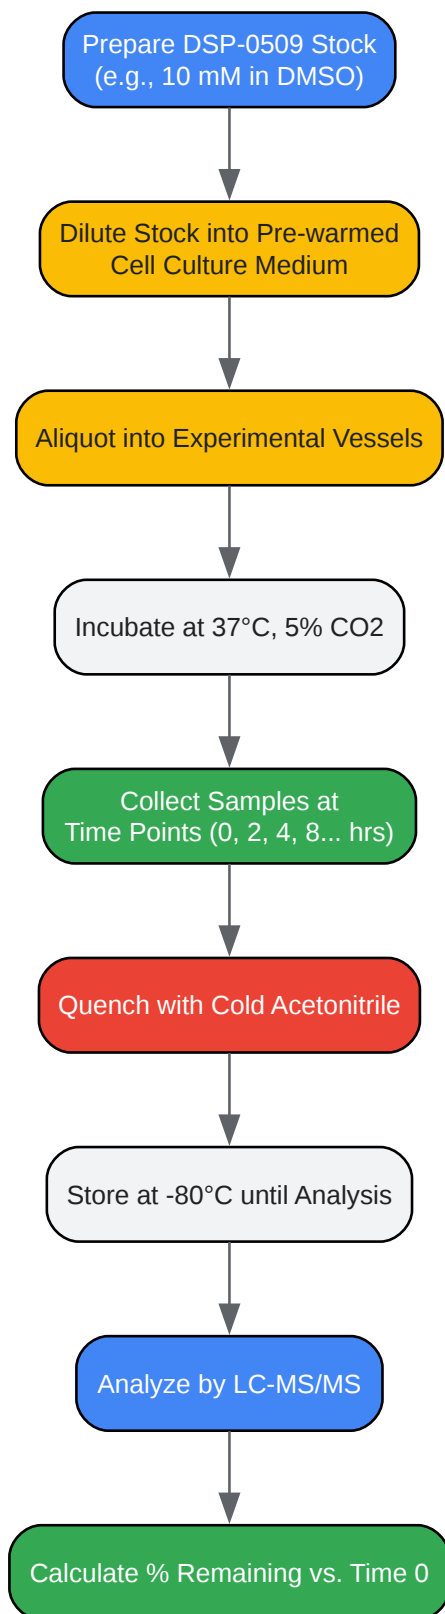 Prepare DSP-0509 Stock
(e.g., 10 mM in DMSO)
Dilute Stock into Pre-warmed
Cell Culture Medium
Aliquot into Experimental Vessels
Incubate at 37°C, 5% CO2
Collect Samples at
Time Points (0, 2, 4, 8... hrs)
Quench with Cold Acetonitrile
Store at -80°C until Analysis
Analyze by LC-MS/MS
Calculate % Remaining vs. Time 0